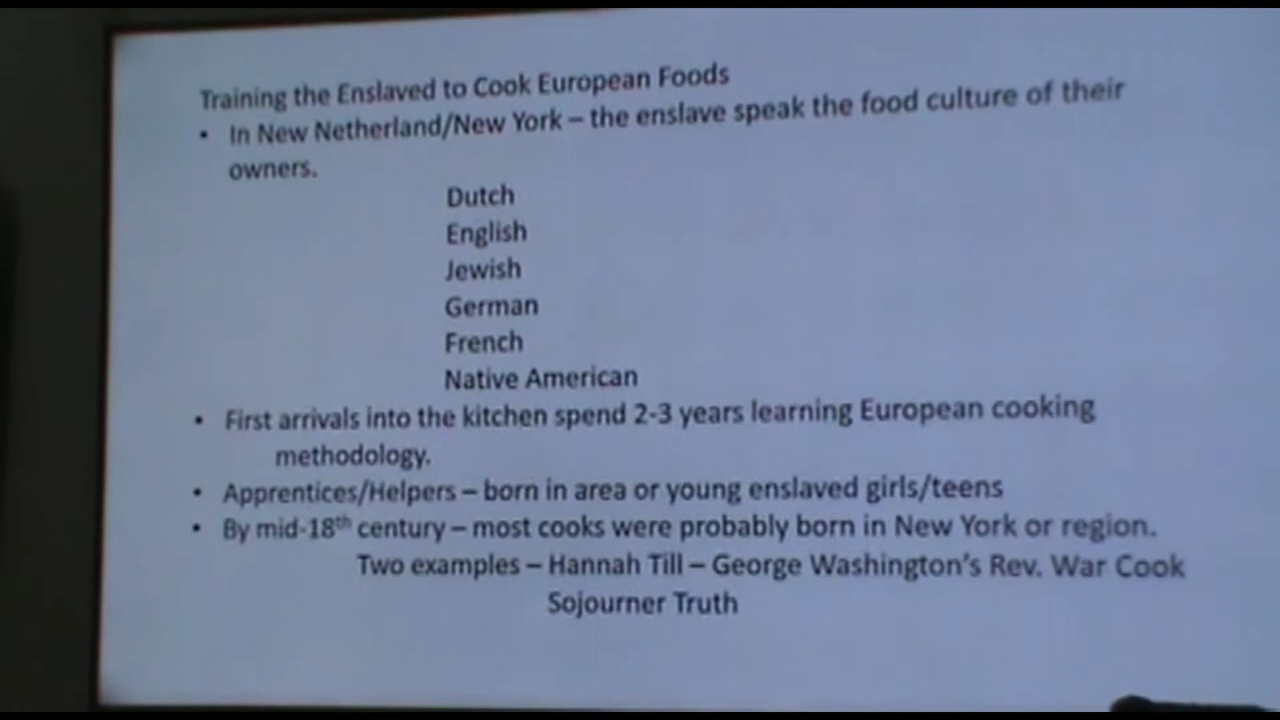 Training the Enslaved to Cook European Foods
• In New Netherland/New York – the enslave speak the food culture of their
owners.
Dutch
English
Jewish
German
French
Native American
• First arrivals into the kitchen spend 2-3 years learning European cooking
methodology.
• Apprentices/Helpers – born in area or young enslaved girls/teens
• By mid-18th century – most cooks were probably born in New York or region.
Two examples – Hannah Till – George Washington's Rev. War Cook
Sojourner Truth